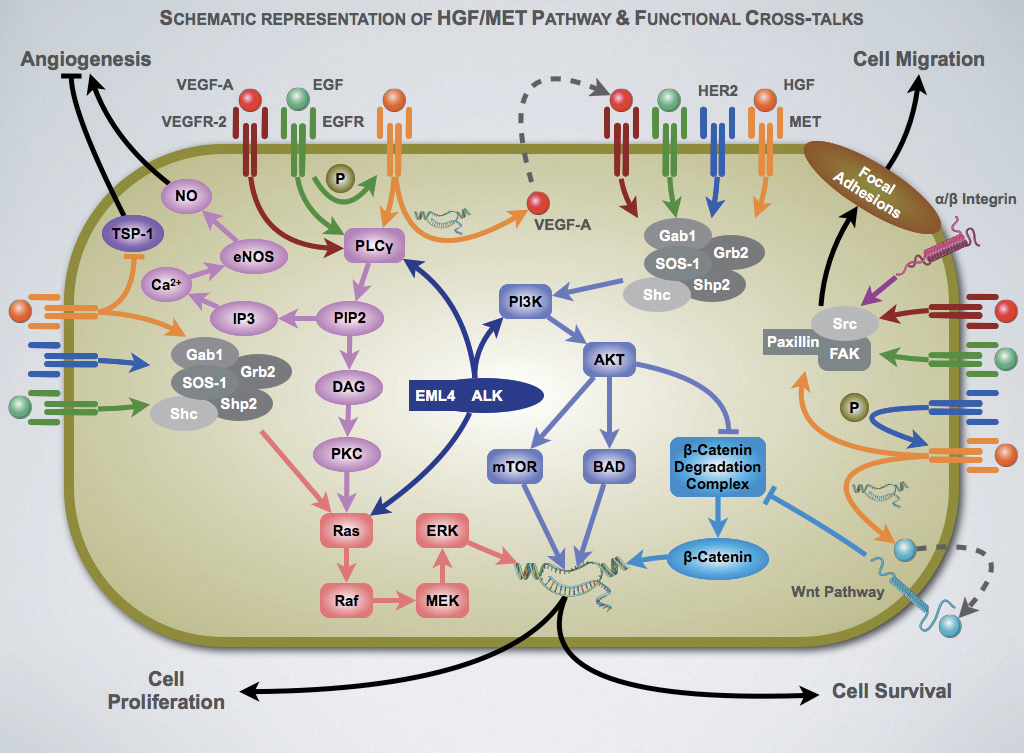 SCHEMATIC REPRESENTATION OF HGF/MET PATHWAY & FUNCTIONAL CROSS-TALKS
Angiogenesis
Cell Migration
VEGF-A
EGF
HER2
HGF
VEGFR-2
EGFR
MET
P
Focal
Adhesions
NO
α/β Integrin
TSP-1
VEGF-A
PLCγ
Gab1
Grb2
SOS-1
Shp2
Shc
eNOS
Ca2+
PI3K
IP3
PIP2
Src
Paxillin
FAK
Gab1
Grb2
SOS-1
Shp2
Shc
AKT
DAG
EML4 ALK
P
PKC
mTOR
BAD
β-Catenin
Degradation
Complex
Ras
ERK
β-Catenin
Raf
MEK
Wnt Pathway
Cell
Proliferation
Cell Survival